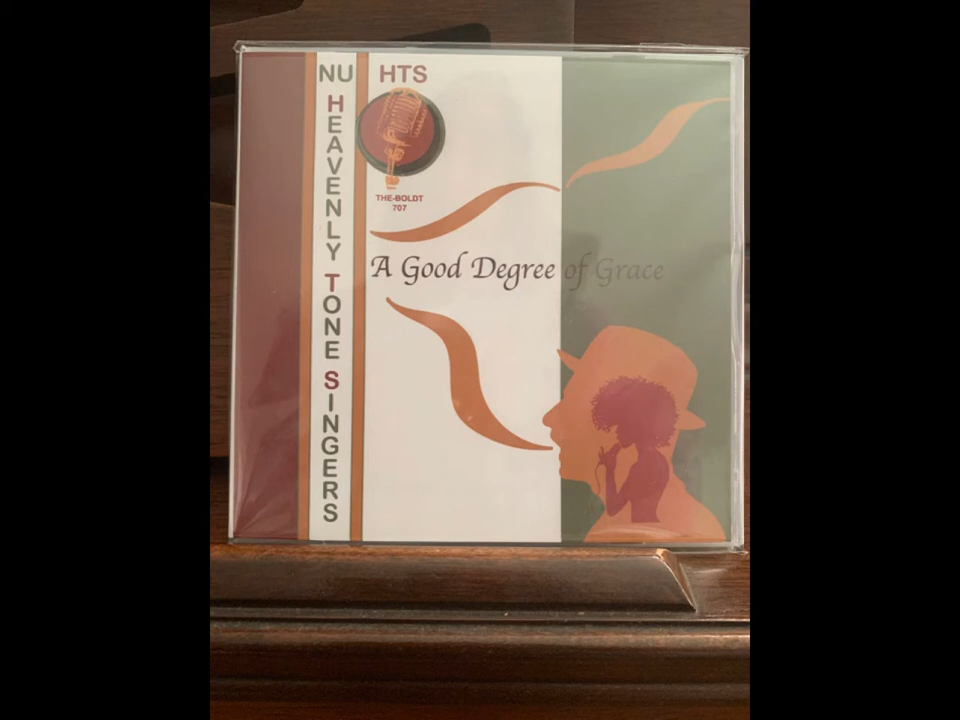 NU HTS
HEAVENLY TONE SINGERS
THE-BOLDT
707
A Good Degree of Grace